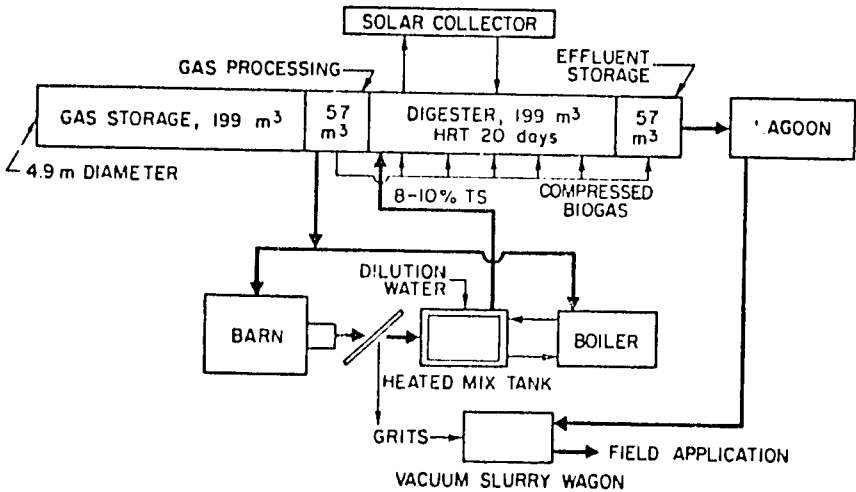 SOLAR COLLECTOR
GAS PROCESSING
EFFLUENT
STORAGE
GAS STORAGE, 199 m³
57
m³
DIGESTER, 199 m³
HRT 20 days
57
m³
4.9 m DIAMETER
8-10% TS
COMPRESSED
BIOGAS
DILUTION
WATER
BARN
BOILER
HEATED MIX TANK
GRITS
FIELD APPLICATION
VACUUM SLURRY WAGON